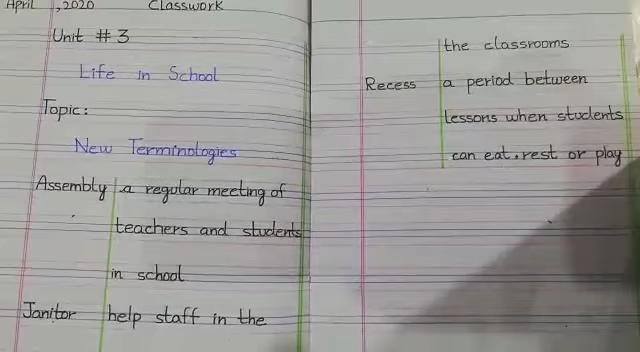 April ,2020 Classwork
Unit # 3
Life in School
Topic:
New Terminologies
Assembly a regular meeting of
teachers and students
in school
Janitor help staff in the
the classrooms
Recess a period between
lessons when students
can eat, rest or play